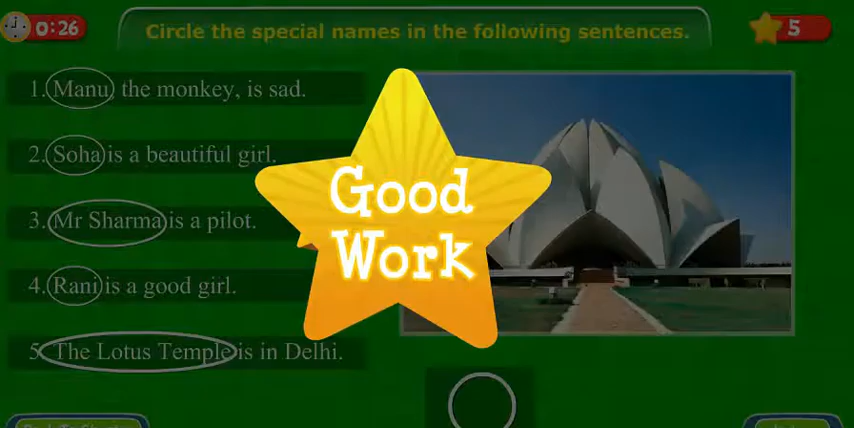 0:26
Circle the special names in the following sentences.
5
1. Manu, the monkey, is sad.
2. Soha is a beautiful girl.
3. Mr Sharma is a pilot.
4. Rani is a good girl.
5. The Lotus Temple is in Delhi.
Good
Work